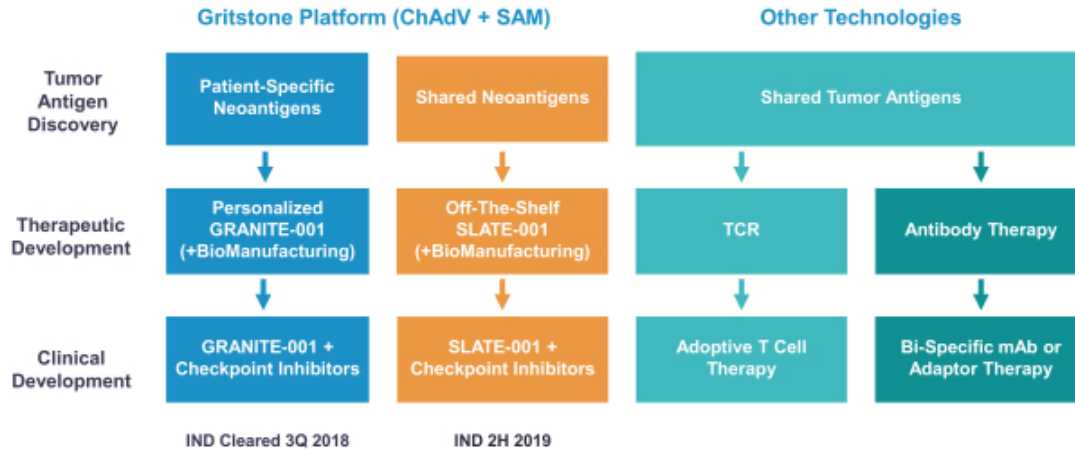 Gritstone Platform (ChAdV + SAM)
Other Technologies
Tumor
Antigen
Discovery
Patient-Specific
Neoantigens
Shared Neoantigens
Shared Tumor Antigens
Therapeutic
Development
Personalized
GRANITE-001
(+BioManufacturing)
Off-The-Shelf
SLATE-001
(+BioManufacturing)
TCR
Antibody Therapy
Clinical
Development
GRANITE-001 +
Checkpoint Inhibitors
SLATE-001 +
Checkpoint Inhibitors
Adoptive T Cell
Therapy
Bi-Specific mAb or
Adaptor Therapy
IND Cleared 3Q 2018
IND 2H 2019